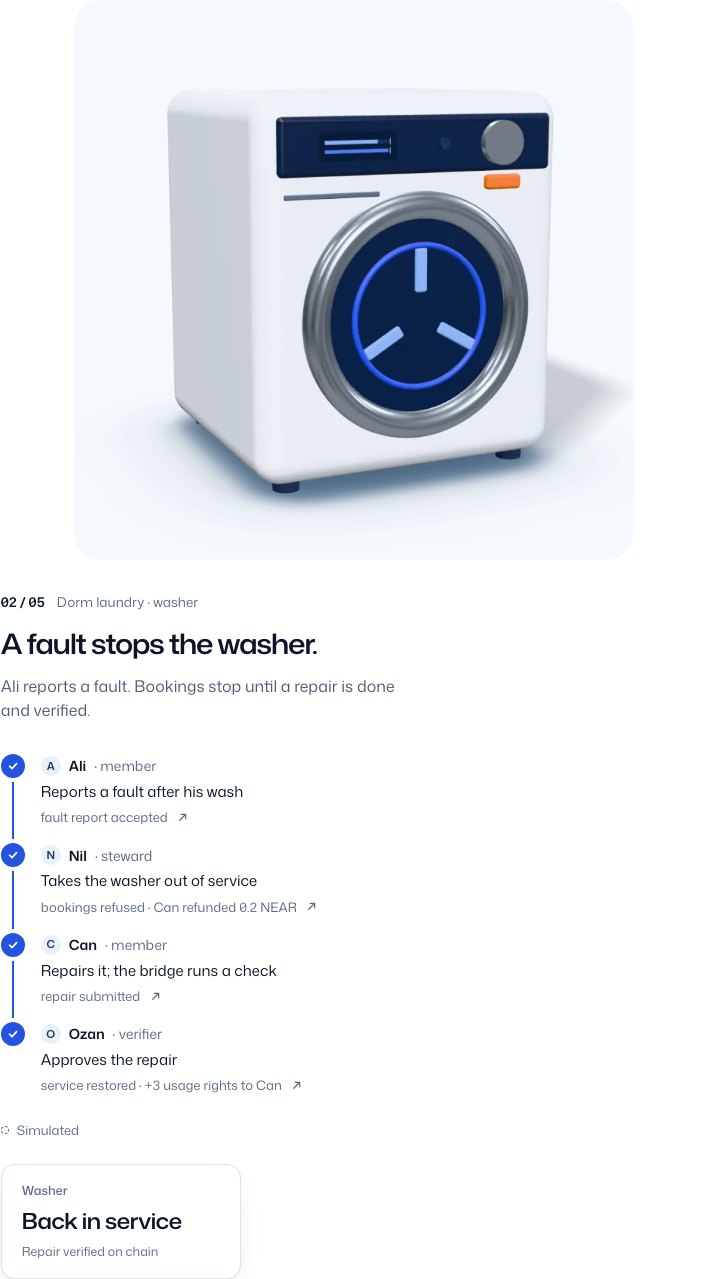 02 / 05 Dorm laundry · washer
A fault stops the washer.
Ali reports a fault. Bookings stop until a repair is done
and verified.
A Ali · member
Reports a fault after his wash
fault report accepted ↗
N Nil · steward
Takes the washer out of service
bookings refused · Can refunded 0.2 NEAR ↗
C Can · member
Repairs it; the bridge runs a check
repair submitted ↗
O Ozan · verifier
Approves the repair
service restored · +3 usage rights to Can ↗
Simulated
Washer
Back in service
Repair verified on chain